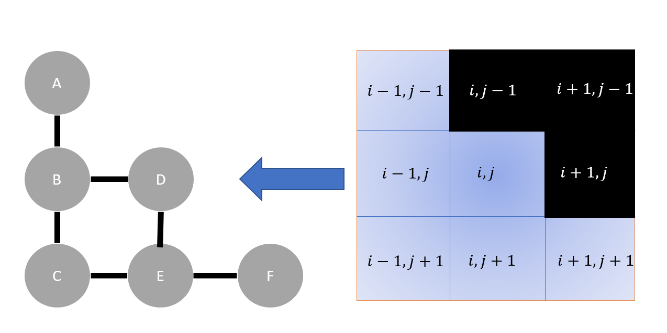 A
B
D
C
E
F
i − 1, j − 1
i, j − 1
i + 1, j − 1
i − 1, j
i, j
i + 1, j
i − 1, j + 1
i, j + 1
i + 1, j + 1